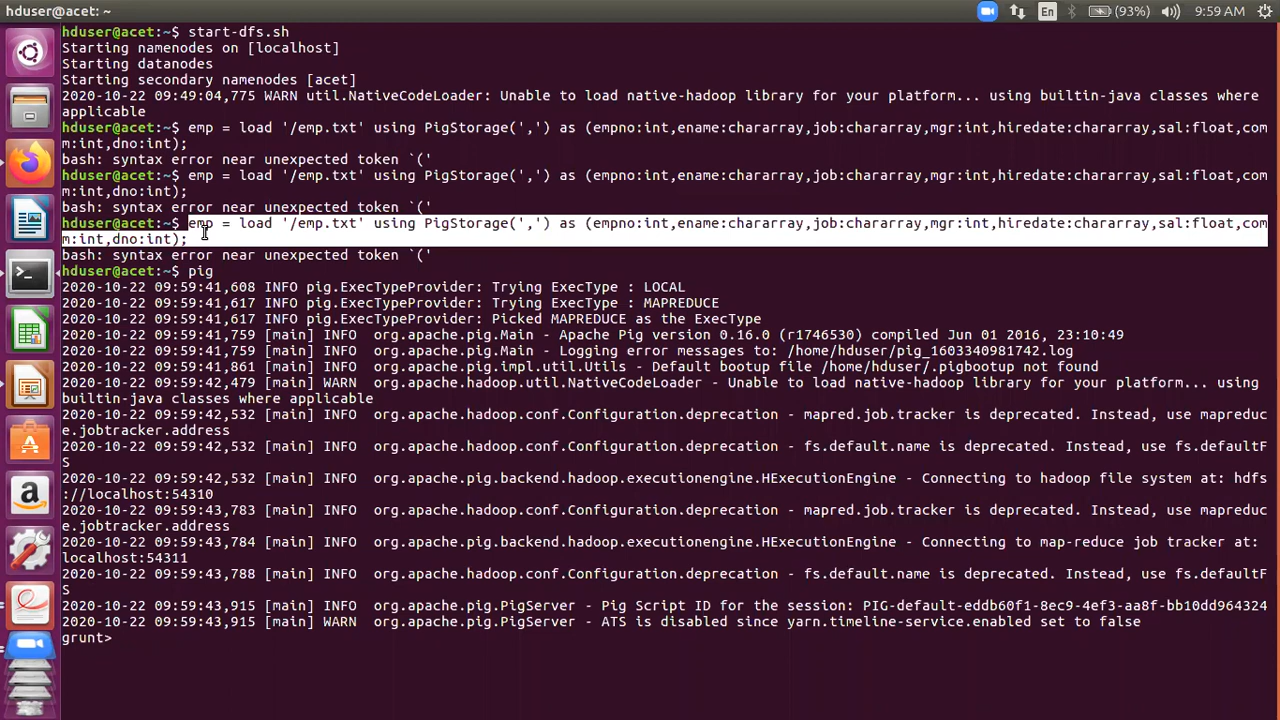 hduser@acet: ~
En
(93%)
9:59 AM
hduser@acet:~$ start-dfs.sh
Starting namenodes on [localhost]
Starting datanodes
Starting secondary namenodes [acet]
2020-10-22 09:49:04,775 WARN util.NativeCodeLoader: Unable to load native-hadoop library for your platform... using builtin-java classes where
applicable
hduser@acet:~$ emp = load '/emp.txt' using PigStorage(',') as (empno:int,ename:chararray,job:chararray,mgr:int,hiredate:chararray,sal:float,com
m:int,dno:int);
bash: syntax error near unexpected token `('
hduser@acet:~$ emp = load '/emp.txt' using PigStorage(',') as (empno:int,ename:chararray,job:chararray,mgr:int,hiredate:chararray,sal:float,com
m:int,dno:int);
bash: syntax error near unexpected token `('
hduser@acet:~$ emp = load '/emp.txt' using PigStorage(',') as (empno:int,ename:chararray,job:chararray,mgr:int,hiredate:chararray,sal:float,com
m:int,dno:int);
bash: syntax error near unexpected token `('
hduser@acet:~$ pig
2020-10-22 09:59:41,608 INFO pig.ExecTypeProvider: Trying ExecType : LOCAL
2020-10-22 09:59:41,617 INFO pig.ExecTypeProvider: Trying ExecType : MAPREDUCE
2020-10-22 09:59:41,617 INFO pig.ExecTypeProvider: Picked MAPREDUCE as the ExecType
2020-10-22 09:59:41,759 [main] INFO  org.apache.pig.Main - Apache Pig version 0.16.0 (r1746530) compiled Jun 01 2016, 23:10:49
2020-10-22 09:59:41,759 [main] INFO  org.apache.pig.Main - Logging error messages to: /home/hduser/pig_1603340981742.log
2020-10-22 09:59:41,861 [main] INFO  org.apache.pig.impl.util.Utils - Default bootup file /home/hduser/.pigbootup not found
2020-10-22 09:59:42,479 [main] WARN  org.apache.hadoop.util.NativeCodeLoader - Unable to load native-hadoop library for your platform... using
builtin-java classes where applicable
2020-10-22 09:59:42,532 [main] INFO  org.apache.hadoop.conf.Configuration.deprecation - mapred.job.tracker is deprecated. Instead, use mapreduc
e.jobtracker.address
2020-10-22 09:59:42,532 [main] INFO  org.apache.hadoop.conf.Configuration.deprecation - fs.default.name is deprecated. Instead, use fs.defaultF
S
2020-10-22 09:59:42,532 [main] INFO  org.apache.pig.backend.hadoop.executionengine.HExecutionEngine - Connecting to hadoop file system at: hdfs
://localhost:54310
2020-10-22 09:59:43,783 [main] INFO  org.apache.hadoop.conf.Configuration.deprecation - mapred.job.tracker is deprecated. Instead, use mapreduc
e.jobtracker.address
2020-10-22 09:59:43,784 [main] INFO  org.apache.pig.backend.hadoop.executionengine.HExecutionEngine - Connecting to map-reduce job tracker at:
localhost:54311
2020-10-22 09:59:43,788 [main] INFO  org.apache.hadoop.conf.Configuration.deprecation - fs.default.name is deprecated. Instead, use fs.defaultF
S
2020-10-22 09:59:43,915 [main] INFO  org.apache.pig.PigServer - Pig Script ID for the session: PIG-default-eddb60f1-8ec9-4ef3-aa8f-bb10dd964324
2020-10-22 09:59:43,915 [main] WARN  org.apache.pig.PigServer - ATS is disabled since yarn.timeline-service.enabled set to false
grunt>